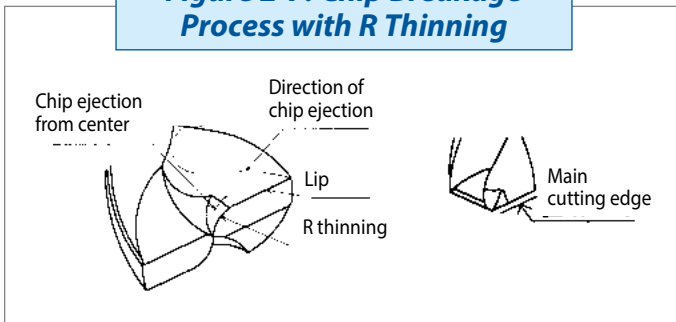 Process with R Thinning
Chip ejection
from center
Direction of
chip ejection
Lip
R thinning
Main
cutting edge